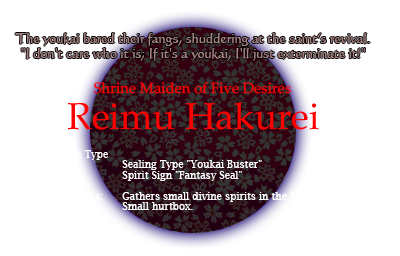 The youkai bared their fangs, shuddering at the saint's revival.
"I don't care who it is; If it's a youkai, I'll just exterminate it!"
Shrine Maiden of Five Desires
Reimu Hakurei
Type
Sealing Type "Youkai Buster"
Spirit Sign "Fantasy Seal"
Gathers small divine spirits in the
Small hurtbox.